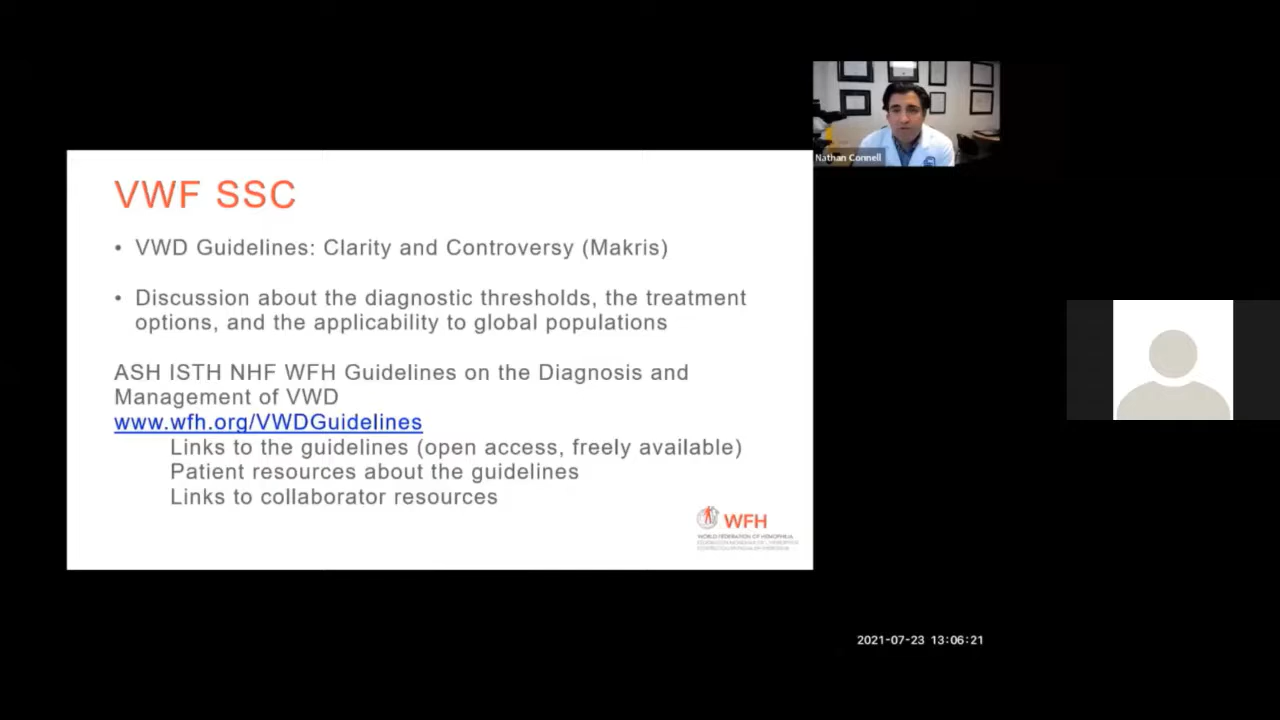 VWF SSC
• VWD Guidelines: Clarity and Controversy (Makris)
• Discussion about the diagnostic thresholds, the treatment
options, and the applicability to global populations
ASH ISTH NHF WFH Guidelines on the Diagnosis and
Management of VWD
www.wfh.org/VWDGuidelines
Links to the guidelines (open access, freely available)
Patient resources about the guidelines
Links to collaborator resources
WFH
WORLD FEDERATION OF HEMOPHILIA
Nathan Connell
2021-07-23 13:06:21